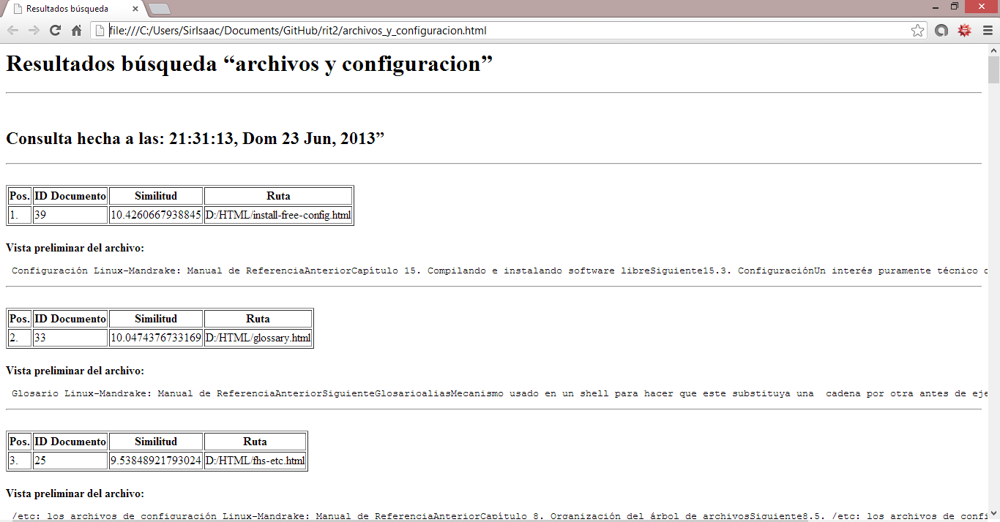 Resultados búsqueda
file:///C:/Users/SirIsaac/Documents/GitHub/rit2/archivos_y_configuracion.html
Resultados búsqueda “archivos y configuracion”
Consulta hecha a las: 21:31:13, Dom 23 Jun, 2013”
Pos. ID Documento Similitud Ruta
1. 39 10.4260667938845 D:/HTML/install-free-config.html
Vista preliminar del archivo:
Configuración Linux-Mandrake: Manual de ReferenciaAnteriorCapítulo 15. Compilando e instalando software libreSiguiente15.3. ConfiguraciónUn interés puramente técnico
Pos. ID Documento Similitud Ruta
2. 33 10.0474376733169 D:/HTML/glossary.html
Vista preliminar del archivo:
Glosario Linux-Mandrake: Manual de ReferenciaAnteriorSiguienteGlosarioaliasMecanismo usado en un shell para hacer que este substituya una cadena por otra antes de eje
Pos. ID Documento Similitud Ruta
3. 25 9.53848921793024 D:/HTML/fhs-etc.html
Vista preliminar del archivo:
/etc: los archivos de configuración Linux-Mandrake: Manual de ReferenciaAnteriorCapítulo 8. Organización del árbol de archivosSiguiente8.5. /etc: los archivos de confi